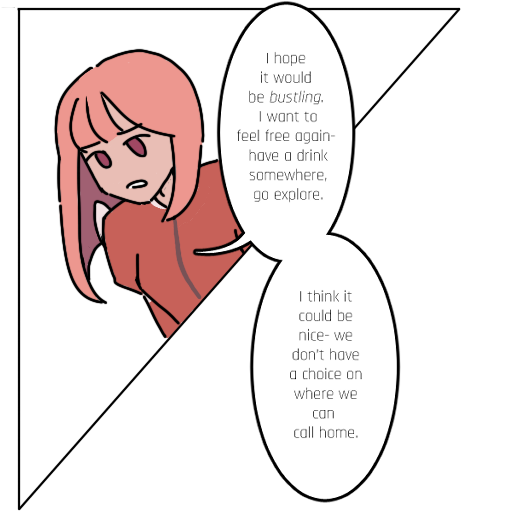 I hope
it would
be bustling.
I want to
feel free again-
have a drink
somewhere,
go explore.
I think it
could be
nice- we
don't have
a choice on
where we
can
call home.